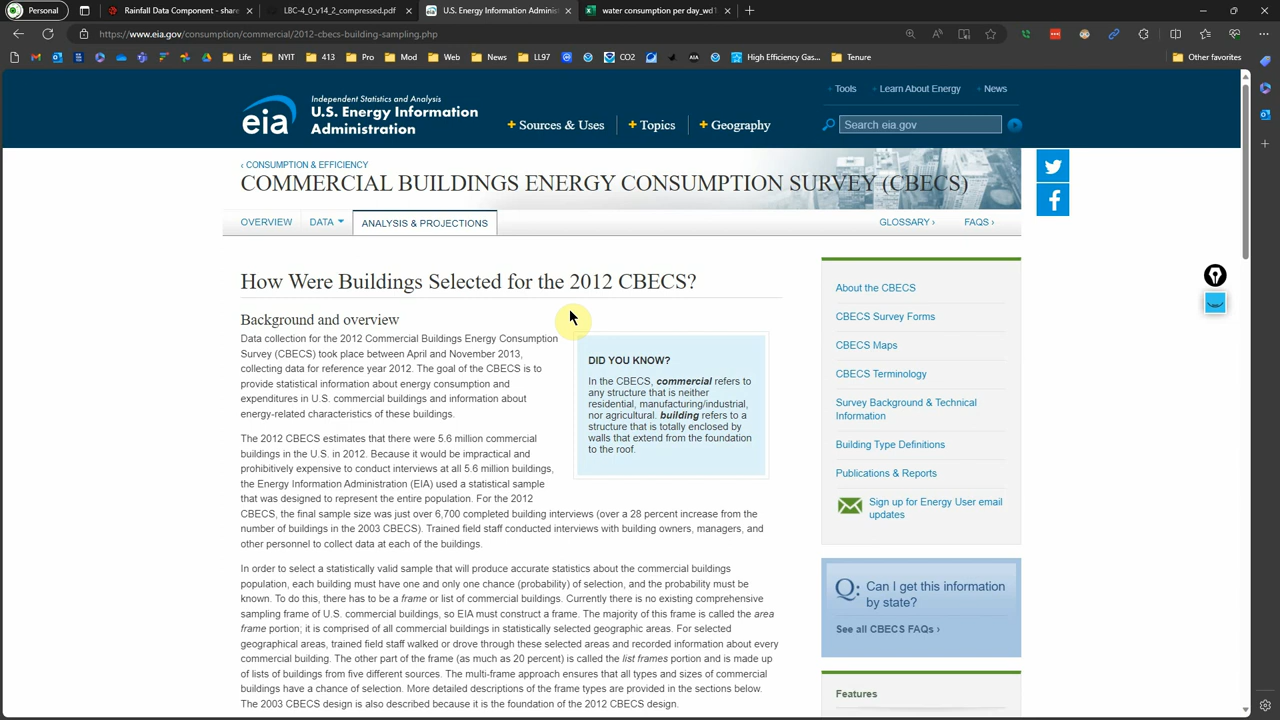 Personal
Rainfall Data Component - share
LBC-4_0_v14_2_compressed.pdf
U.S. Energy Information Administ
water consumption per day_wd1
https://www.eia.gov/consumption/commercial/2012-cbecs-building-sampling.php
Life
NYIT
413
Pro
Mod
Web
News
LL97
CO2
AIA
High Efficiency Gas...
Tenure
Other favorites
+ Tools
+ Learn About Energy
+ News
eia
Independent Statistics and Analysis
U.S. Energy Information
Administration
+ Sources & Uses
+ Topics
+ Geography
Search eia.gov
‹ CONSUMPTION & EFFICIENCY
COMMERCIAL BUILDINGS ENERGY CONSUMPTION SURVEY (CBECS)
OVERVIEW
DATA
ANALYSIS & PROJECTIONS
GLOSSARY ›
FAQS ›
How Were Buildings Selected for the 2012 CBECS?
Background and overview
Data collection for the 2012 Commercial Buildings Energy Consumption
Survey (CBECS) took place between April and November 2013,
collecting data for reference year 2012. The goal of the CBECS is to
provide statistical information about energy consumption and
expenditures in U.S. commercial buildings and information about
energy-related characteristics of these buildings.
The 2012 CBECS estimates that there were 5.6 million commercial
buildings in the U.S. in 2012. Because it would be impractical and
prohibitively expensive to conduct interviews at all 5.6 million buildings,
the Energy Information Administration (EIA) used a statistical sample
that was designed to represent the entire population. For the 2012
CBECS, the final sample size was just over 6,700 completed building interviews (over a 28 percent increase from the
number of buildings in the 2003 CBECS). Trained field staff conducted interviews with building owners, managers, and
other personnel to collect data at each of the buildings.
In order to select a statistically valid sample that will produce accurate statistics about the commercial buildings
population, each building must have one and only one chance (probability) of selection, and the probability must be
known. To do this, there has to be a frame or list of commercial buildings. Currently there is no existing comprehensive
sampling frame of U.S. commercial buildings, so EIA must construct a frame. The majority of this frame is called the area
frame portion; it is comprised of all commercial buildings in statistically selected geographic areas. For selected
geographical areas, trained field staff walked or drove through these selected areas and recorded information about every
commercial building. The other part of the frame (as much as 20 percent) is called the list frames portion and is made up
of lists of buildings from five different sources. The multi-frame approach ensures that all types and sizes of commercial
buildings have a chance of selection. More detailed descriptions of the frame types are provided in the sections below.
The 2003 CBECS design is also described because it is the foundation of the 2012 CBECS design.
DID YOU KNOW?
In the CBECS, commercial refers to
any structure that is neither
residential, manufacturing/industrial,
nor agricultural. building refers to a
structure that is totally enclosed by
walls that extend from the foundation
to the roof.
About the CBECS
CBECS Survey Forms
CBECS Maps
CBECS Terminology
Survey Background & Technical
Information
Building Type Definitions
Publications & Reports
Sign up for Energy User email
updates
Q: Can I get this information
by state?
See all CBECS FAQs ›
Features